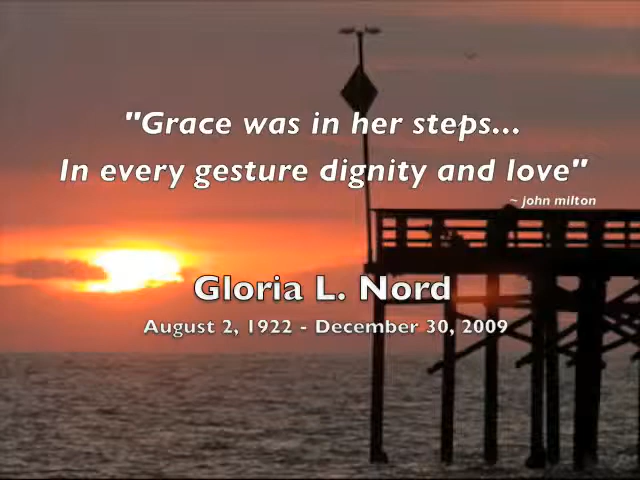 "Grace was in her steps...
In every gesture dignity and love"
~ john milton
Gloria L. Nord
August 2, 1922 - December 30, 2009